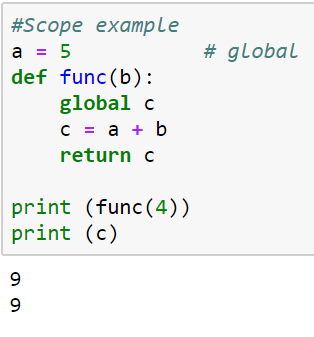 #Scope example
a = 5              # global
def func(b):
    global c
    c = a + b
    return c

print (func(4))
print (c)
9
9